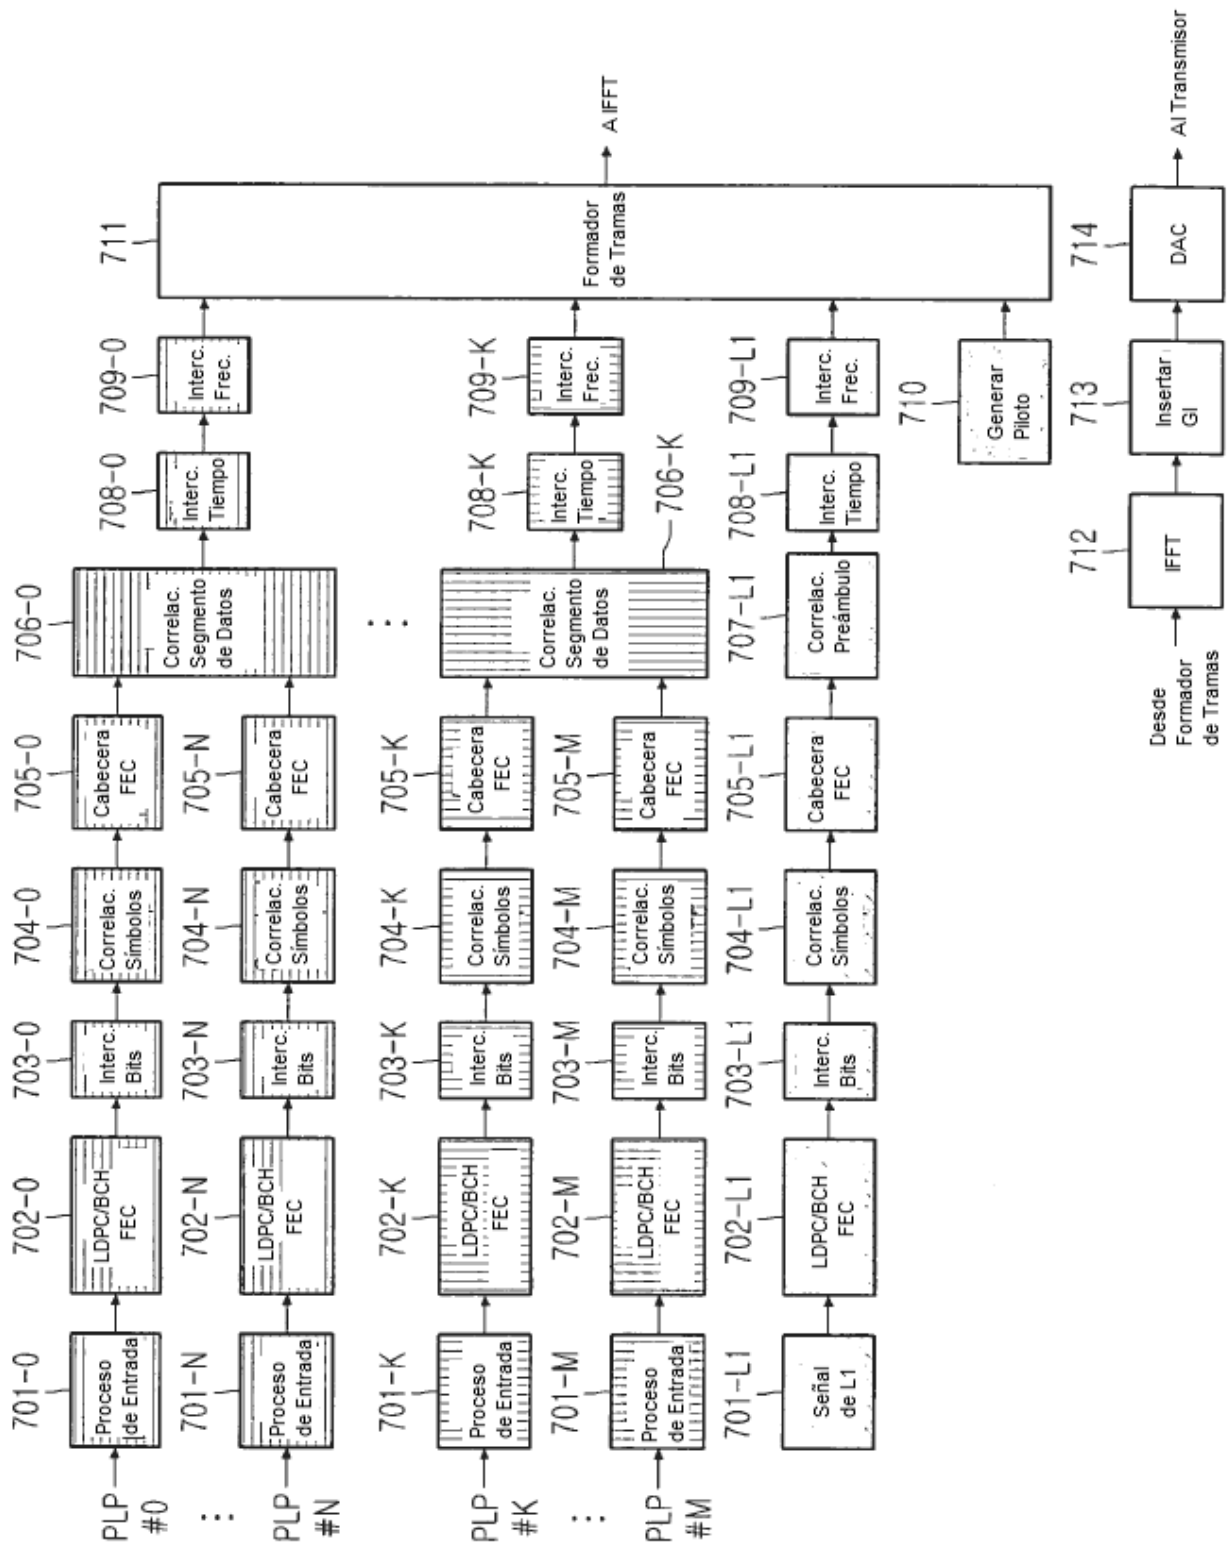 PLP
#0
701-0
Proceso
de Entrada
702-0
LDPC/BCH
FEC
703-0
Interc.
Bits
704-0
Correlac.
Símbolos
705-0
Cabecera
FEC
706-0
Correlac.
Segmento
de Datos
708-0
Interc.
Tiempo
709-0
Interc.
Frec.
711
Formador
de Tramas
A IFFT
PLP
#N
701-N
Proceso
de Entrada
702-N
LDPC/BCH
FEC
703-N
Interc.
Bits
704-N
Correlac.
Símbolos
705-N
Cabecera
FEC
PLP
#K
701-K
Proceso
de Entrada
702-K
LDPC/BCH
FEC
703-K
Interc.
Bits
704-K
Correlac.
Símbolos
705-K
Cabecera
FEC
Correlac.
Segmento
de Datos
706-K
708-K
Interc.
Tiempo
709-K
Interc.
Frec.
PLP
#M
701-M
Proceso
de Entrada
702-M
LDPC/BCH
FEC
703-M
Interc.
Bits
704-M
Correlac.
Símbolos
705-M
Cabecera
FEC
701-L1
Señal
de L1
702-L1
LDPC/BCH
FEC
703-L1
Interc.
Bits
704-L1
Correlac.
Símbolos
705-L1
Cabecera
FEC
707-L1
Correlac.
Preámbulo
708-L1
Interc.
Tiempo
709-L1
Interc.
Frec.
710
Generar
Piloto
Desde
Formador
de Tramas
712
IFFT
713
Insertar
GI
714
DAC
Al Transmisor